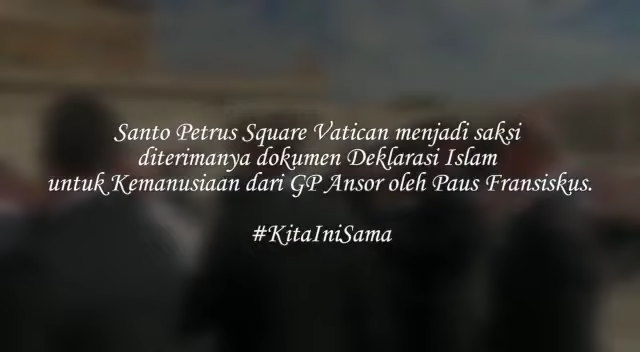 Santo Petrus Square Vatican menjadi saksi
diterimanya dokumen Deklarasi Islam
untuk Kemanusiaan dari GP Ansor oleh Paus Fransiskus.
#KitaIniSama